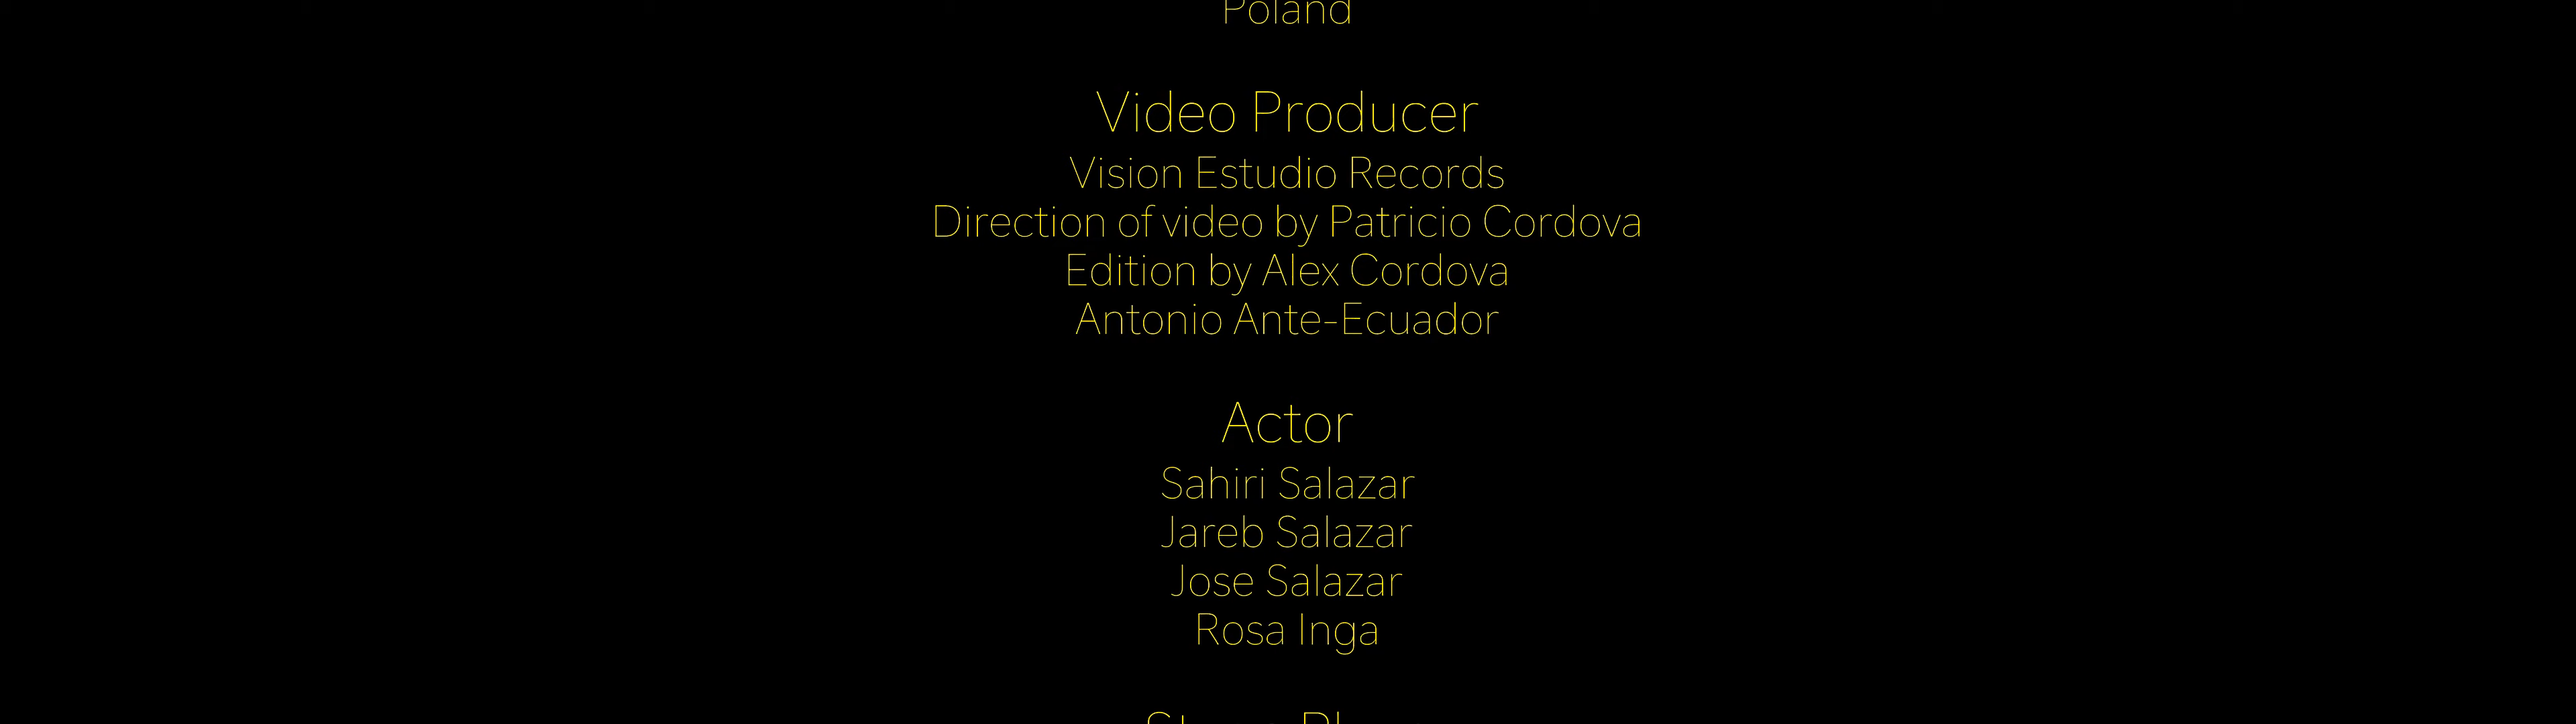 Poland
Video Producer
Vision Estudio Records
Direction of video by Patricio Cordova
Edition by Alex Cordova
Antonio Ante-Ecuador
Actor
Sahiri Salazar
Jareb Salazar
Jose Salazar
Rosa Inga